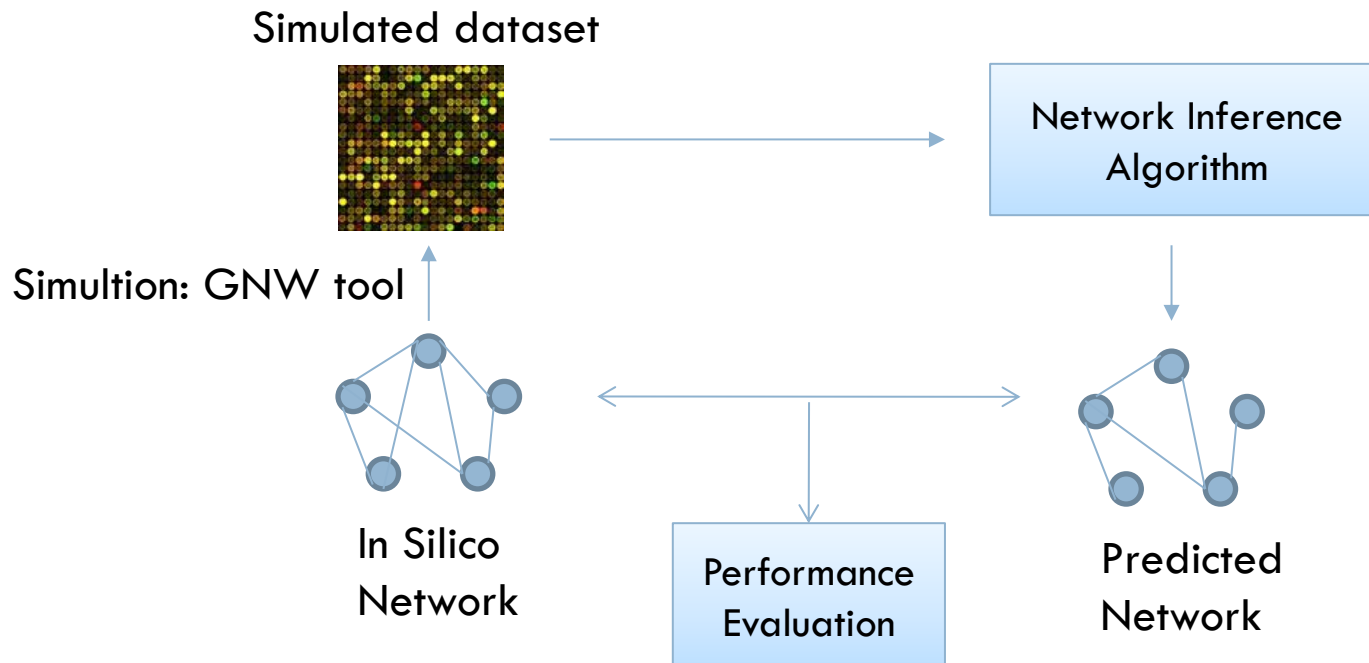 Simulated dataset
Network Inference
Algorithm
Simultion: GNW tool
In Silico
Network
Performance
Evaluation
Predicted
Network